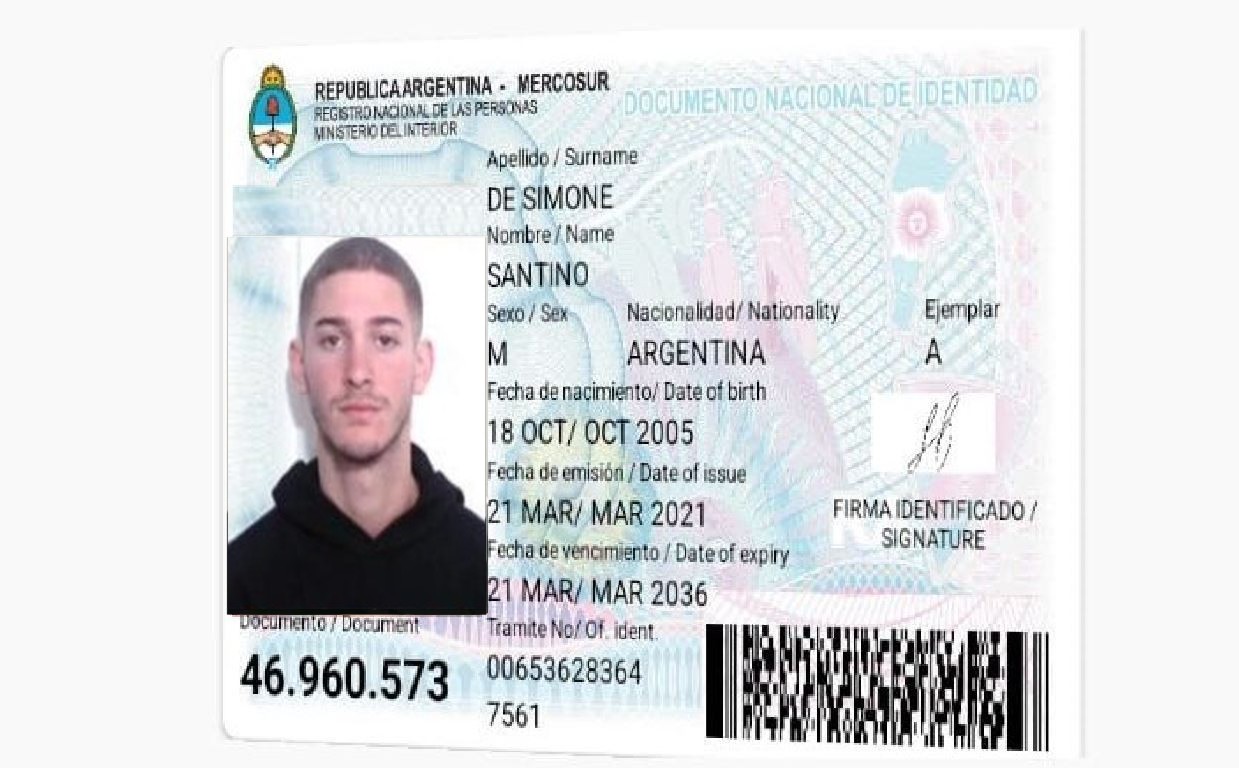 REPUBLICA ARGENTINA - MERCOSUR
REGISTRO NACIONAL DE LAS PERSONAS
MINISTERIO DEL INTERIOR
DOCUMENTO NACIONAL DE IDENTIDAD
Apellido / Surname
DE SIMONE
Nombre / Name
SANTINO
Sexo / Sex Nacionalidad/ Nationality Ejemplar
M ARGENTINA A
Fecha de nacimiento/ Date of birth
18 OCT/ OCT 2005
Fecha de emisión / Date of issue
21 MAR/ MAR 2021
FIRMA IDENTIFICADO /
SIGNATURE
Fecha de vencimiento / Date of expiry
21 MAR/ MAR 2036
Documento / Document
46.960.573
Tramite No/ Of. ident.
00653628364
7561